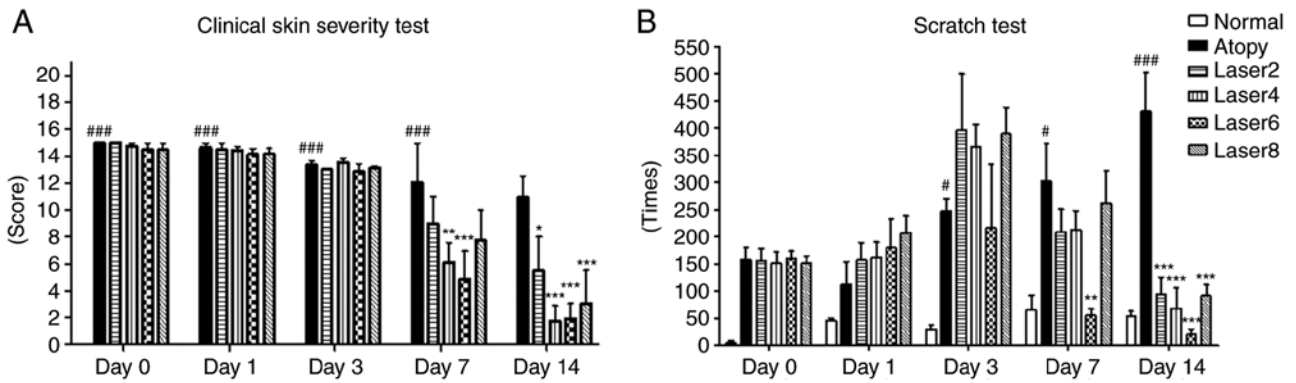 A
Clinical skin severity test
(Score)
20
18
16
14
12
10
8
6
4
2
0
###
###
###
###
**
***
*
***
***
***
Day 0
Day 1
Day 3
Day 7
Day 14
B
Scratch test
(Times)
550
500
450
400
350
300
250
200
150
100
50
0
#
#
**
###
***
***
***
***
Day 0
Day 1
Day 3
Day 7
Day 14
Normal
Atopy
Laser2
Laser4
Laser6
Laser8